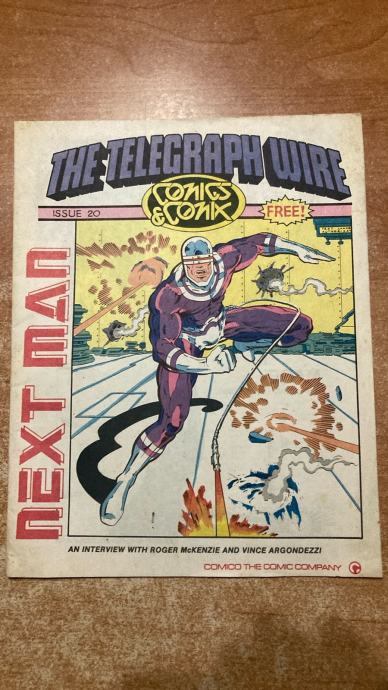 THE TELEGRAPH WIRE
COMICS
& COMIX
ISSUE 20
FREE!
NEXT MAN
AN INTERVIEW WITH ROGER McKENZIE AND VINCE ARGONDEZZI
COMICO THE COMIC COMPANY